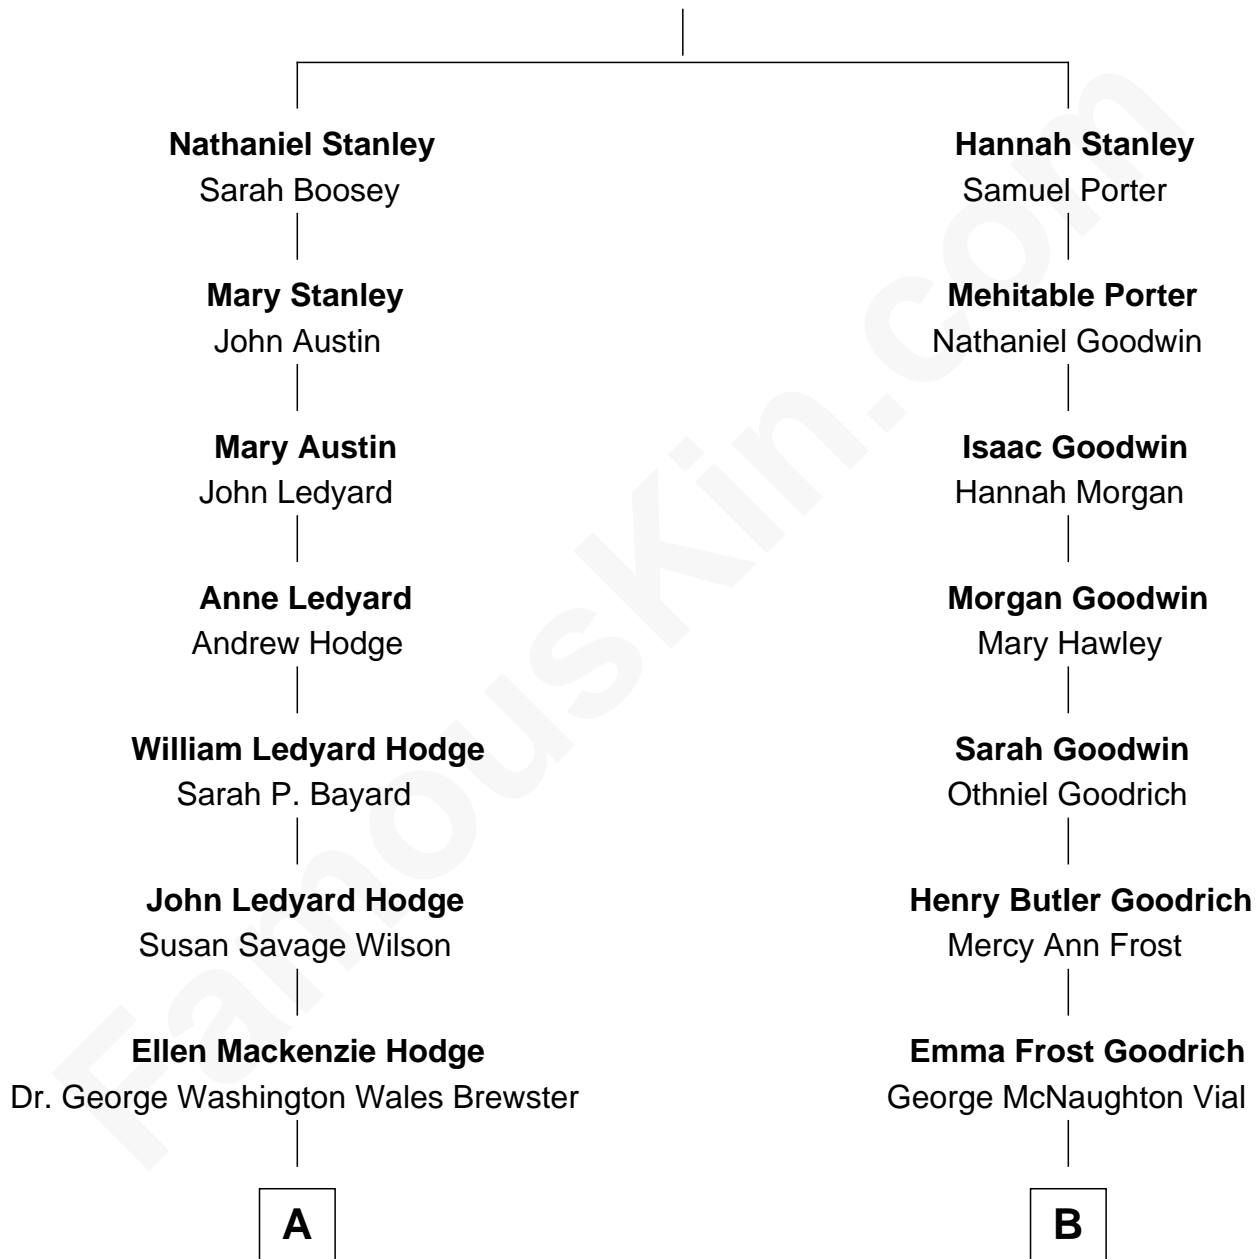 Nathaniel Stanley
Sarah Boosey
Mary Stanley
John Austin
Mary Austin
John Ledyard
Anne Ledyard
Andrew Hodge
William Ledyard Hodge
Sarah P. Bayard
John Ledyard Hodge
Susan Savage Wilson
Ellen Mackenzie Hodge
Dr. George Washington Wales Brewster
A
Hannah Stanley
Samuel Porter
Mehitable Porter
Nathaniel Goodwin
Isaac Goodwin
Hannah Morgan
Morgan Goodwin
Mary Hawley
Sarah Goodwin
Othniel Goodrich
Henry Butler Goodrich
Mercy Ann Frost
Emma Frost Goodrich
George McNaughton Vial
B
FamousKin.com